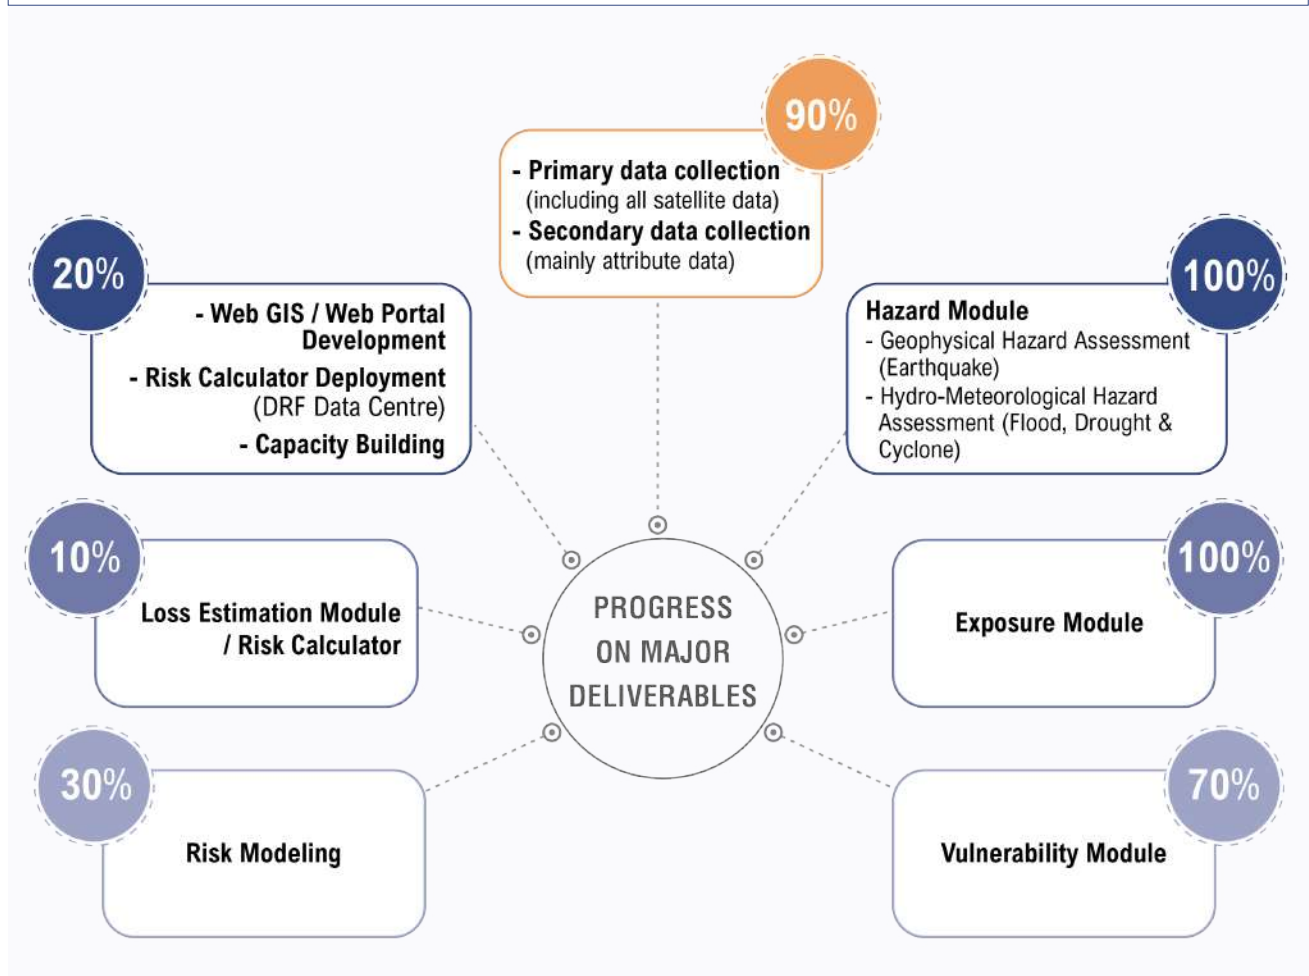 90%
- Primary data collection
(including all satellite data)
- Secondary data collection
(mainly attribute data)
20%
- Web GIS / Web Portal
Development
- Risk Calculator Deployment
(DRF Data Centre)
- Capacity Building
100%
Hazard Module
- Geophysical Hazard Assessment
(Earthquake)
- Hydro-Meteorological Hazard
Assessment (Flood, Drought &
Cyclone)
10%
Loss Estimation Module
/ Risk Calculator
PROGRESS
ON MAJOR
DELIVERABLES
100%
Exposure Module
30%
Risk Modeling
70%
Vulnerability Module